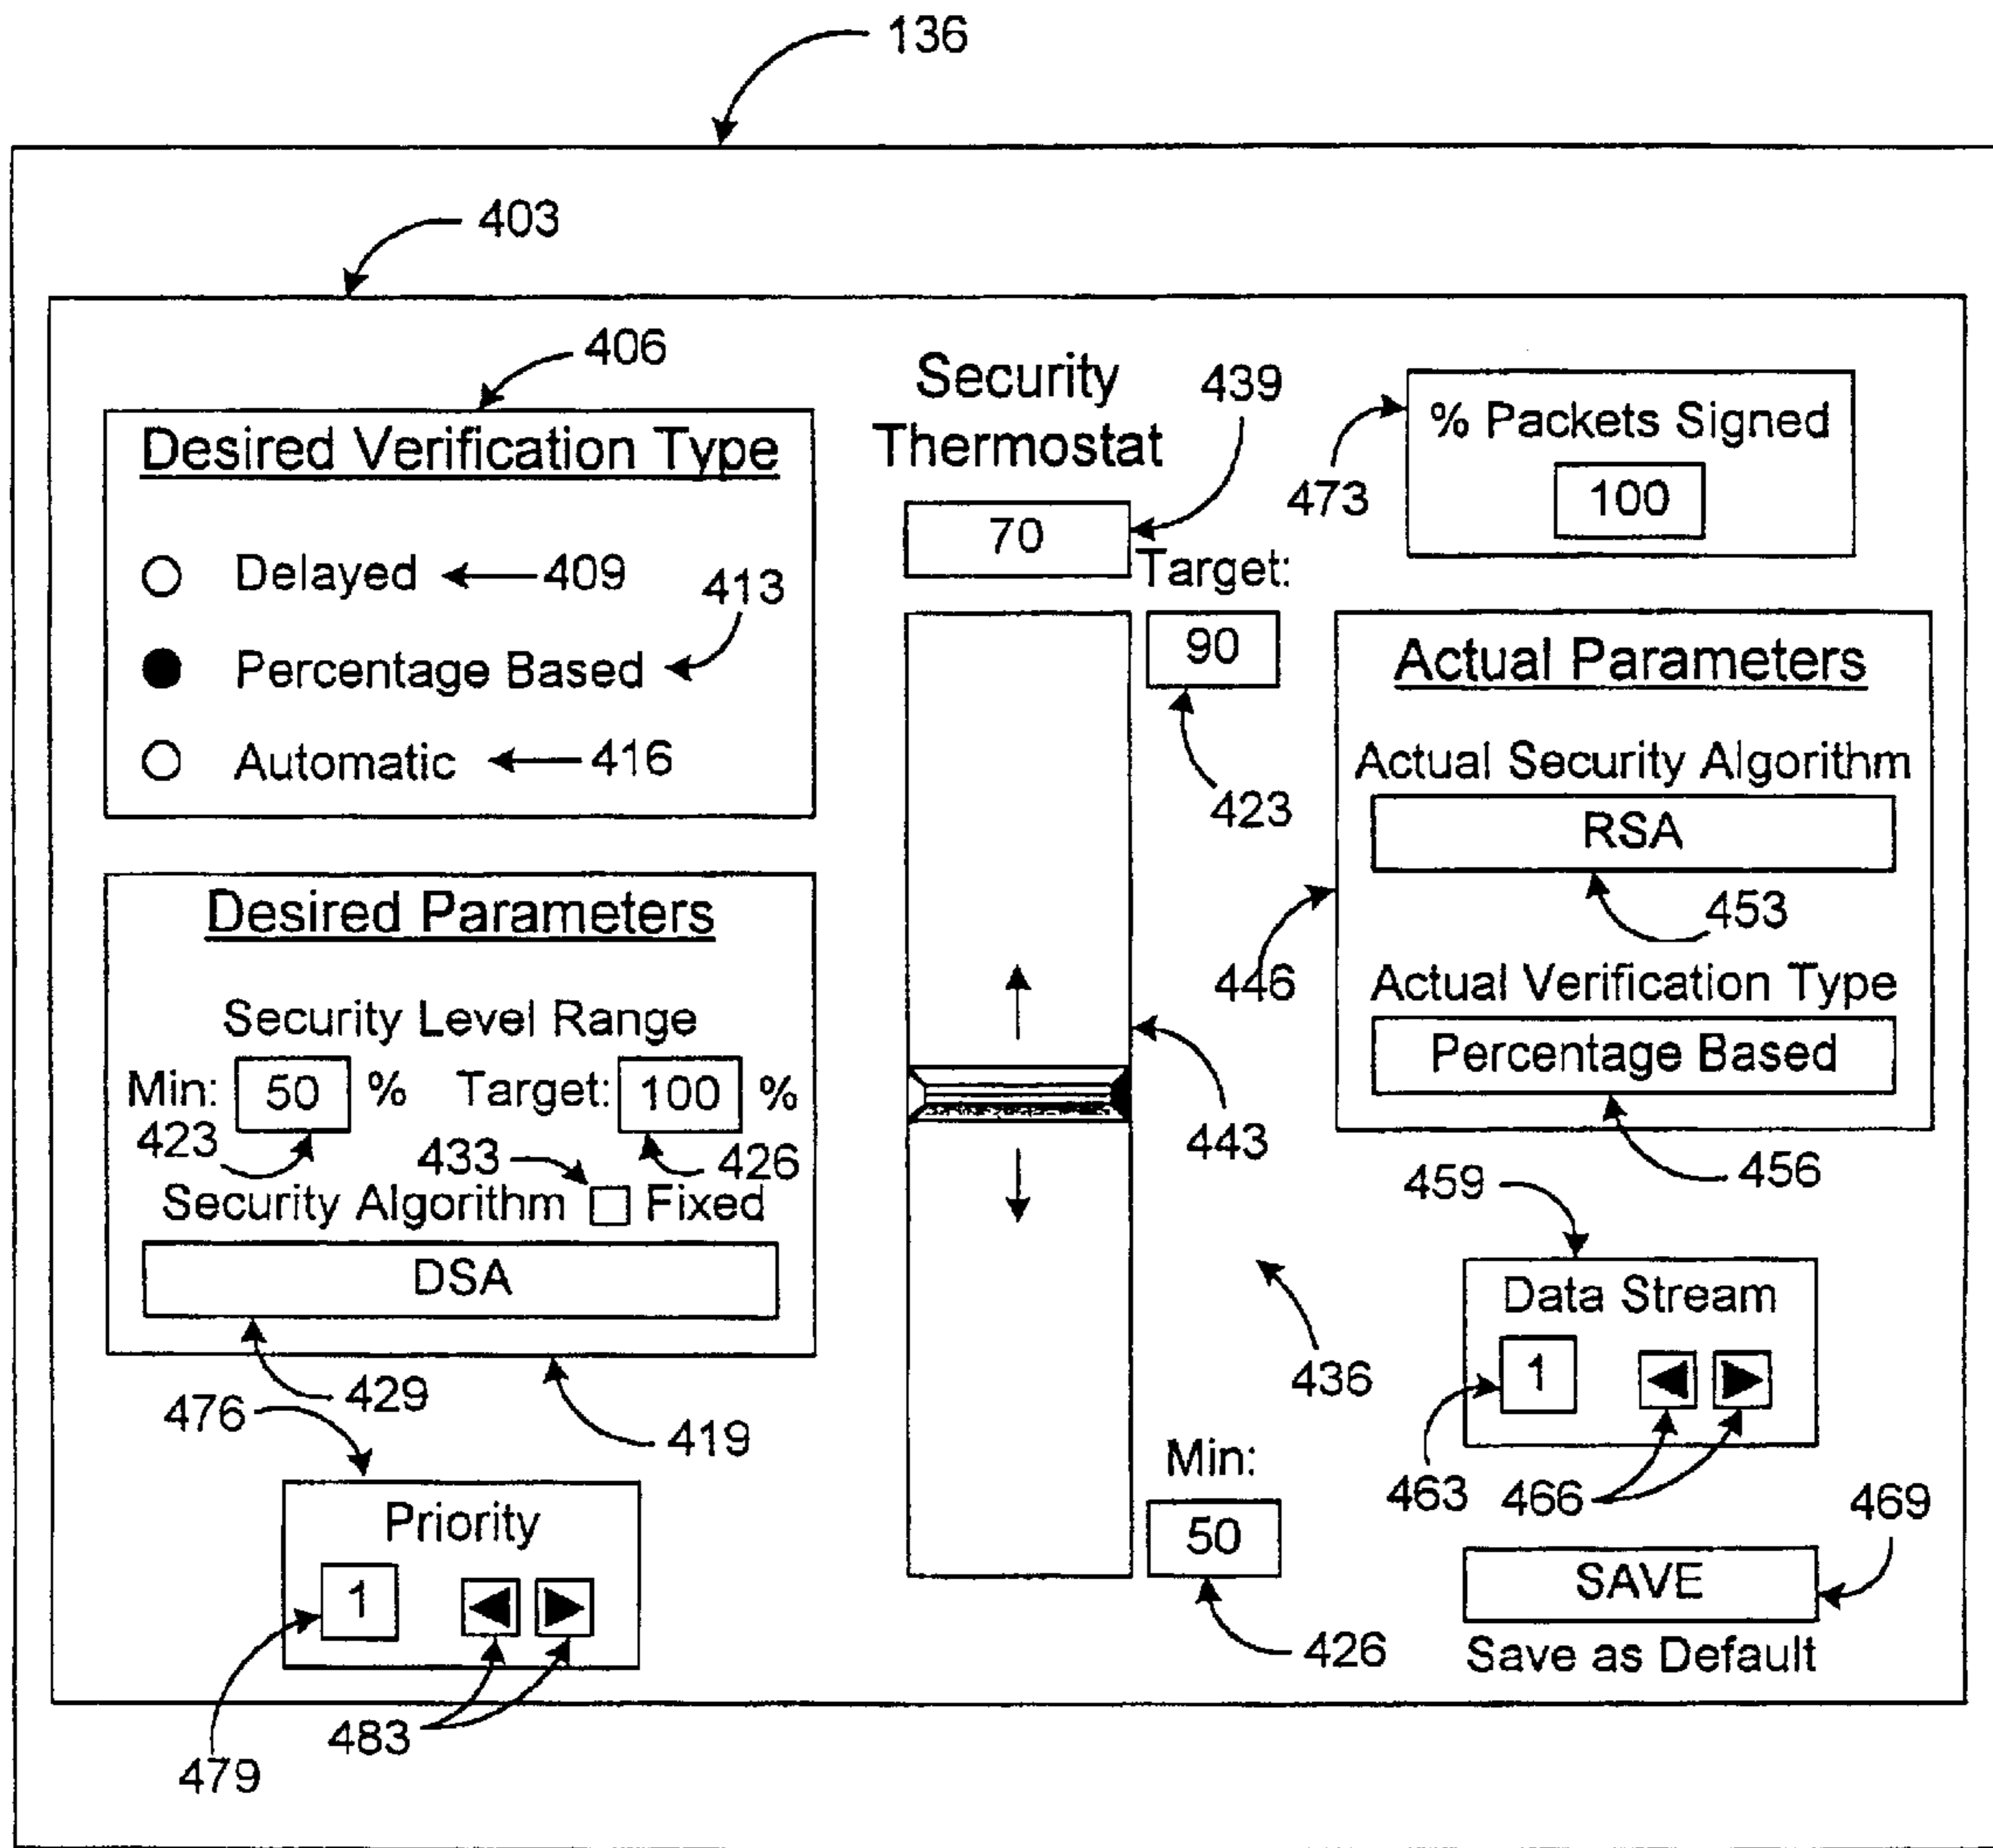 136
403
406
Desired Verification Type
Delayed 409
413
Percentage Based
Automatic 416
Security
Thermostat
439
70
Target:
90
423
473
% Packets Signed
100
Actual Parameters
Actual Security Algorithm
RSA
453
446
Actual Verification Type
Percentage Based
456
443
Desired Parameters
Security Level Range
Min: 50 % Target: 100 %
423 433 426
Security Algorithm Fixed
DSA
429
419
476
Priority
1
479
483
436
Min:
50
426
459
Data Stream
1
463 466
469
SAVE
Save as Default